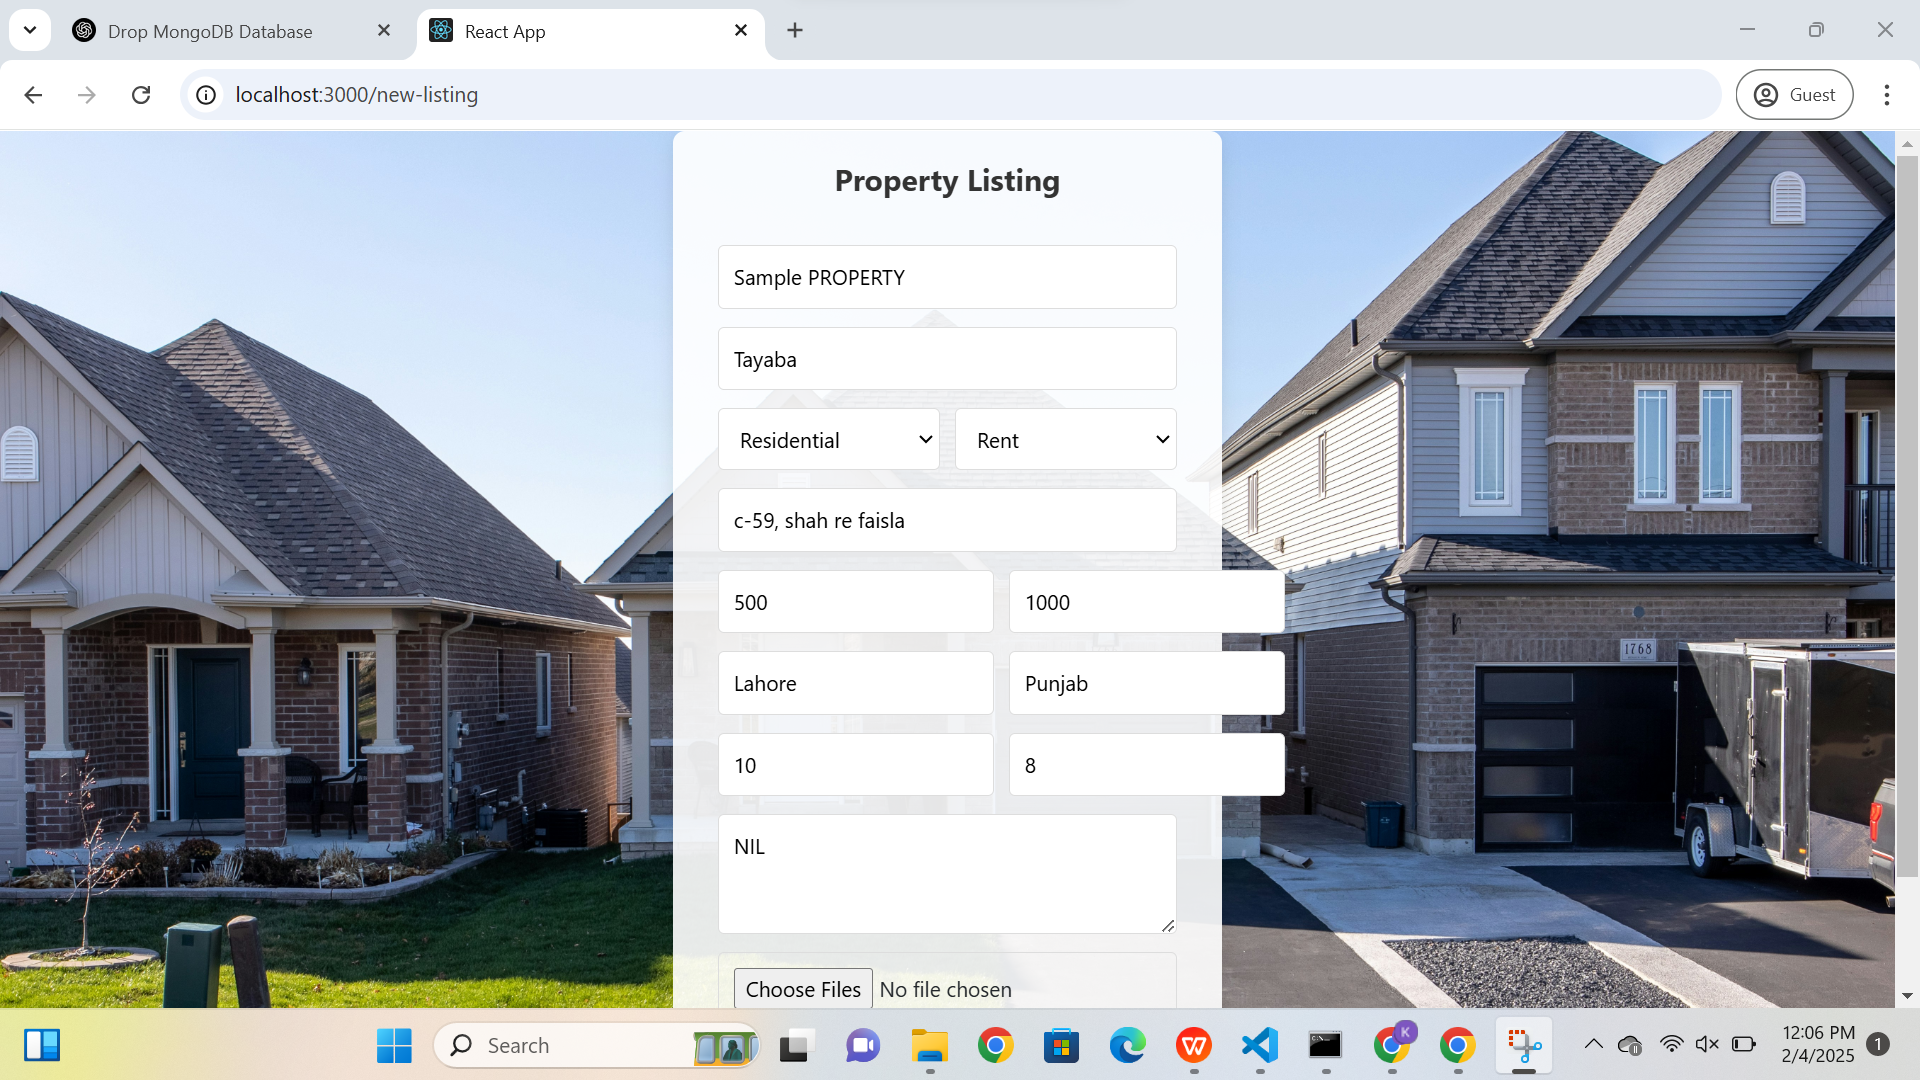 Drop MongoDB Database
React App
localhost:3000/new-listing
Guest
Property Listing
Sample PROPERTY
Tayaba
Residential
Rent
c-59, shah re faisla
500
1000
Lahore
Punjab
10
8
NIL
Choose Files No file chosen
1768
Search
K
12:06 PM
2/4/2025
1